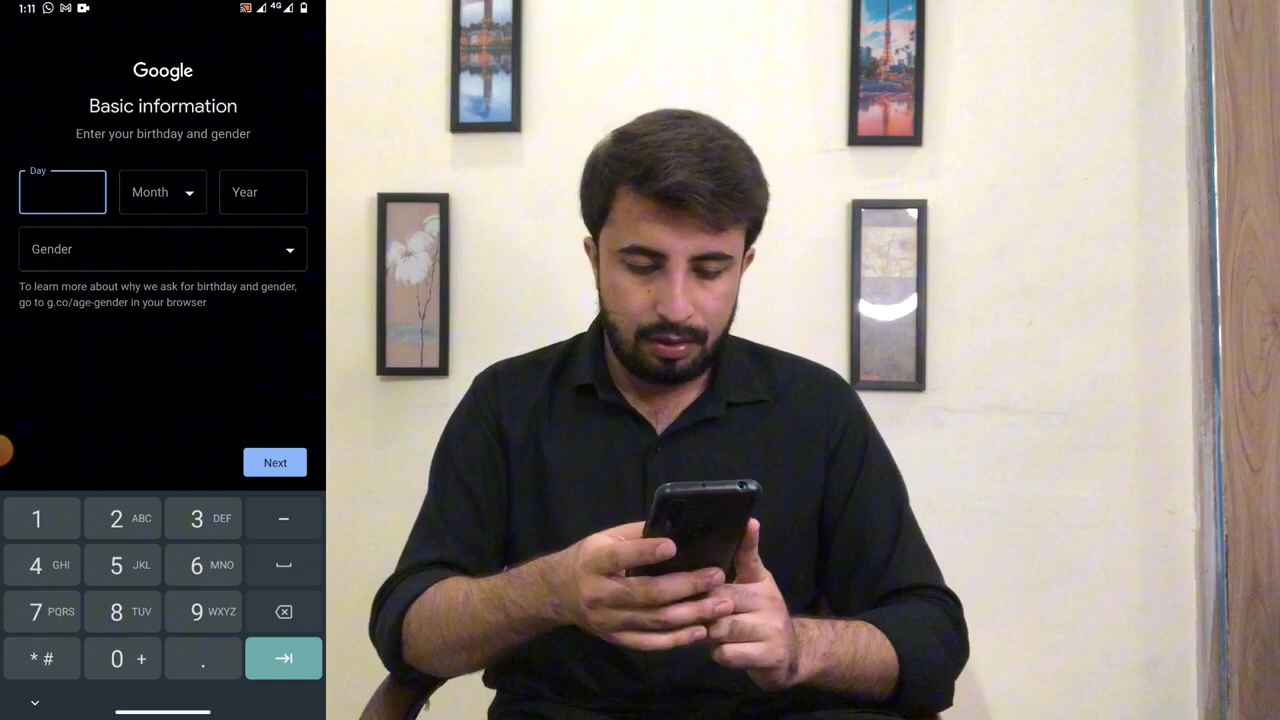 1:11 4G
Google
Basic information
Enter your birthday and gender
Day
Month
Year
Gender
To learn more about why we ask for birthday and gender,
go to g.co/age-gender in your browser
Next
1 2 ABC 3 DEF -
4 GHI 5 JKL 6 MNO
7 PQRS 8 TUV 9 WXYZ
* # 0 + .